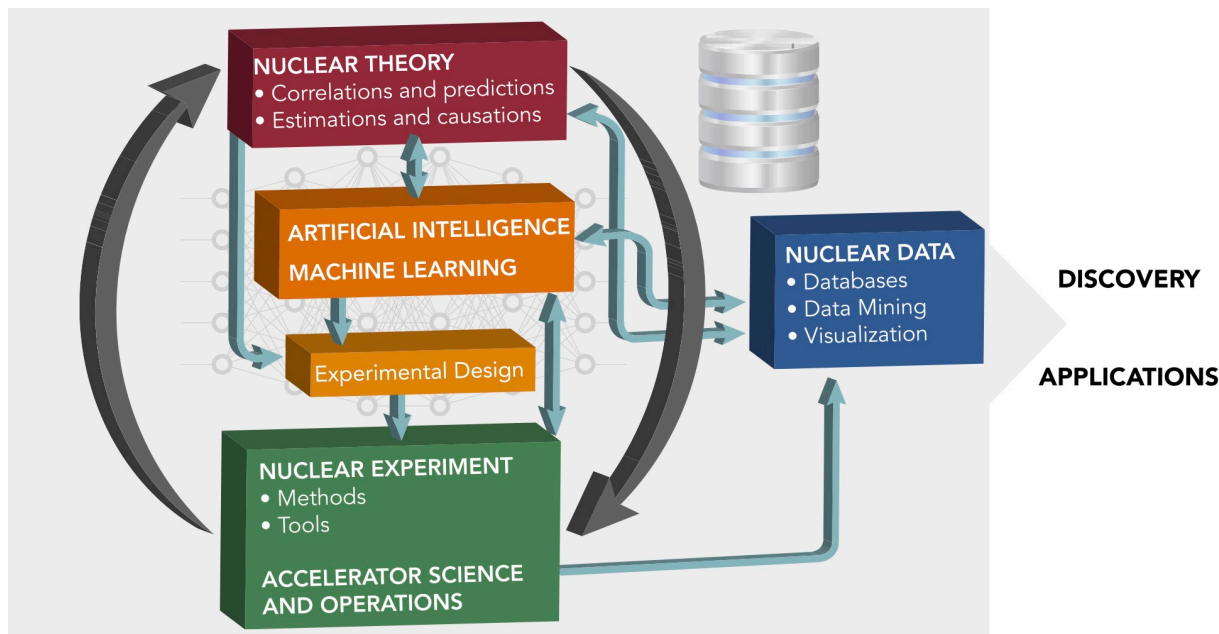 NUCLEAR THEORY
• Correlations and predictions
• Estimations and causations
ARTIFICIAL INTELLIGENCE
MACHINE LEARNING
Experimental Design
NUCLEAR EXPERIMENT
• Methods
• Tools
ACCELERATOR SCIENCE
AND OPERATIONS
NUCLEAR DATA
• Databases
• Data Mining
• Visualization
DISCOVERY
APPLICATIONS